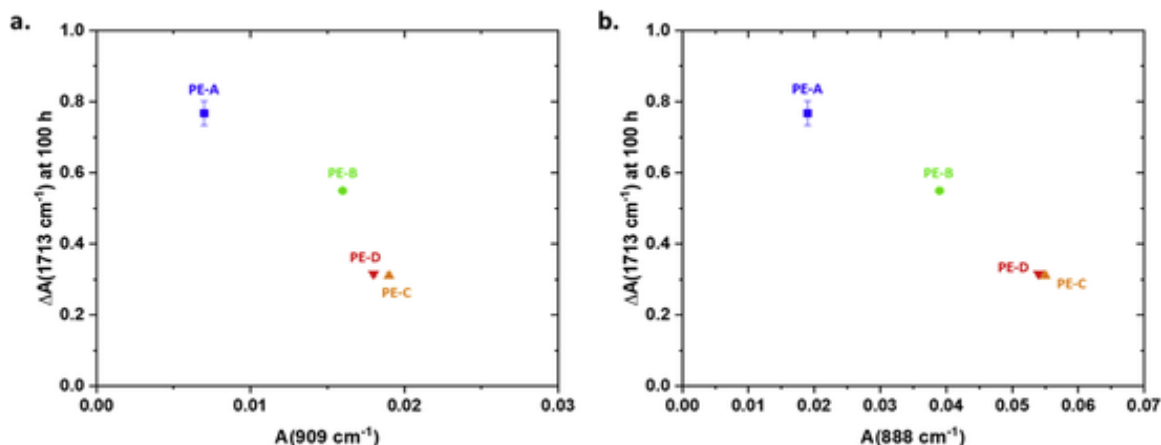 a.
ΔA(1713 cm⁻¹) at 100 h
1.0
0.8
0.6
0.4
0.2
0.0
PE-A
PE-B
PE-D
PE-C
0.00 0.01 0.02 0.03
A(909 cm⁻¹)
b.
ΔA(1713 cm⁻¹) at 100 h
1.0
0.8
0.6
0.4
0.2
0.0
PE-A
PE-B
PE-D
PE-C
0.00 0.01 0.02 0.03 0.04 0.05 0.06 0.07
A(888 cm⁻¹)